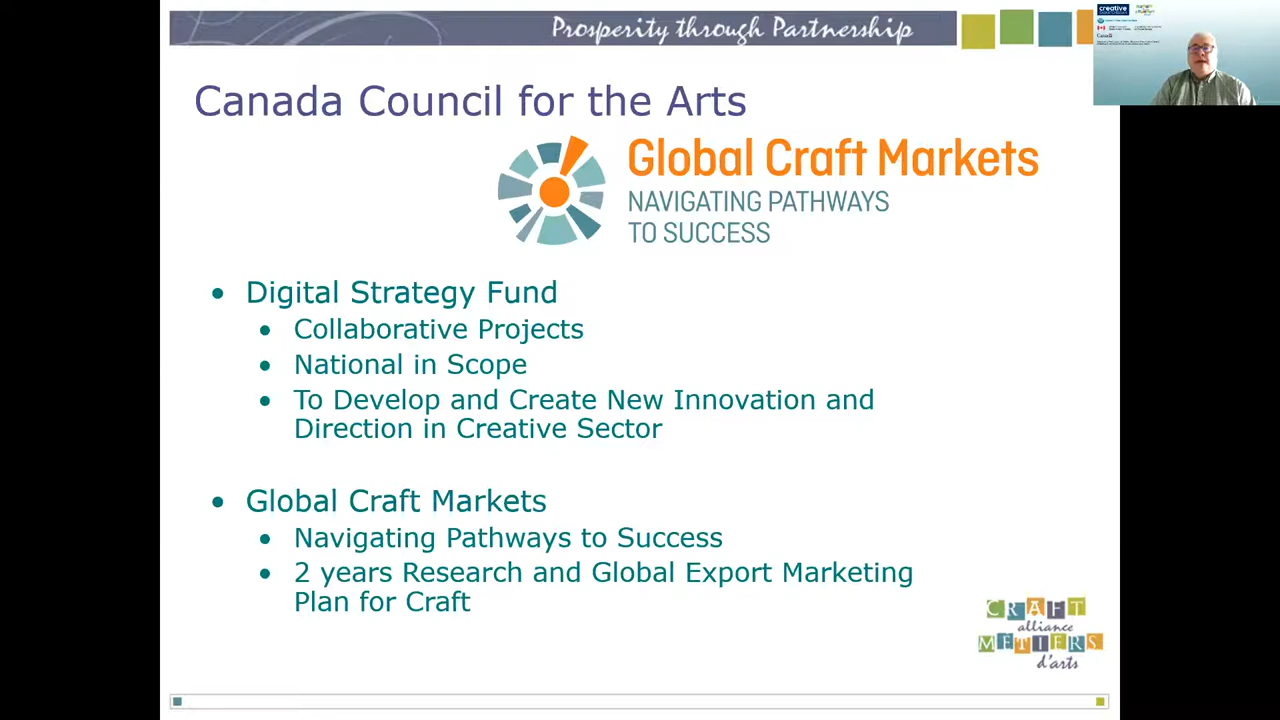 Prosperity through Partnership
creative
Canada
Canada Council for the Arts
Global Craft Markets
NAVIGATING PATHWAYS
TO SUCCESS
• Digital Strategy Fund
• Collaborative Projects
• National in Scope
• To Develop and Create New Innovation and
Direction in Creative Sector
• Global Craft Markets
• Navigating Pathways to Success
• 2 years Research and Global Export Marketing
Plan for Craft
CRAFT
alliance
METIERS
d'arts